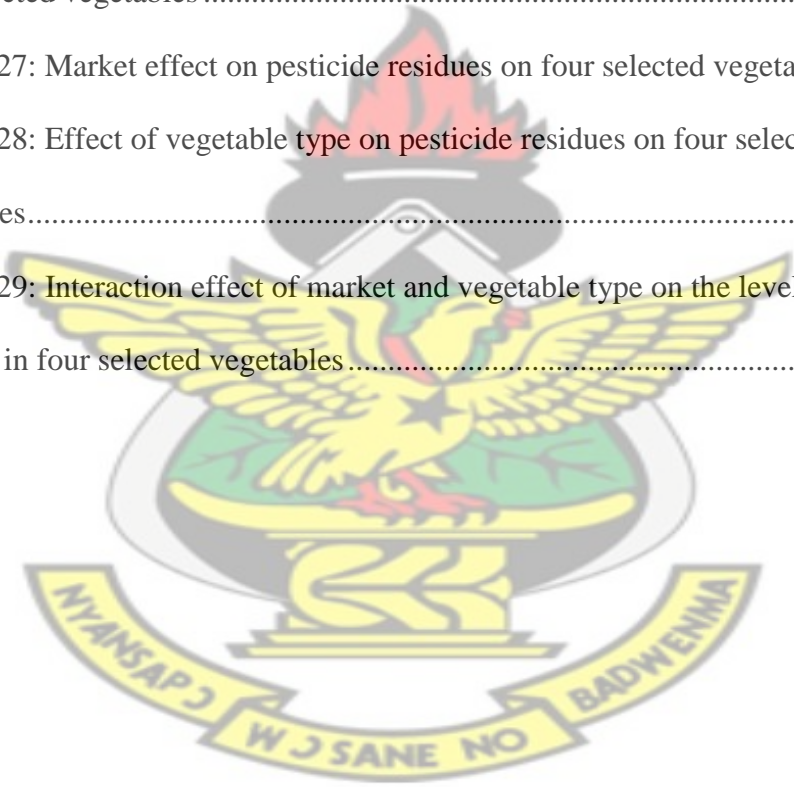 cted vegetables
27: Market effect on pesticide residues on four selected vegeta
28: Effect of vegetable type on pesticide residues on four selec
es
29: Interaction effect of market and vegetable type on the level
in four selected vegetables
NYANSAPƆ WƆSANE NO BADWENMA